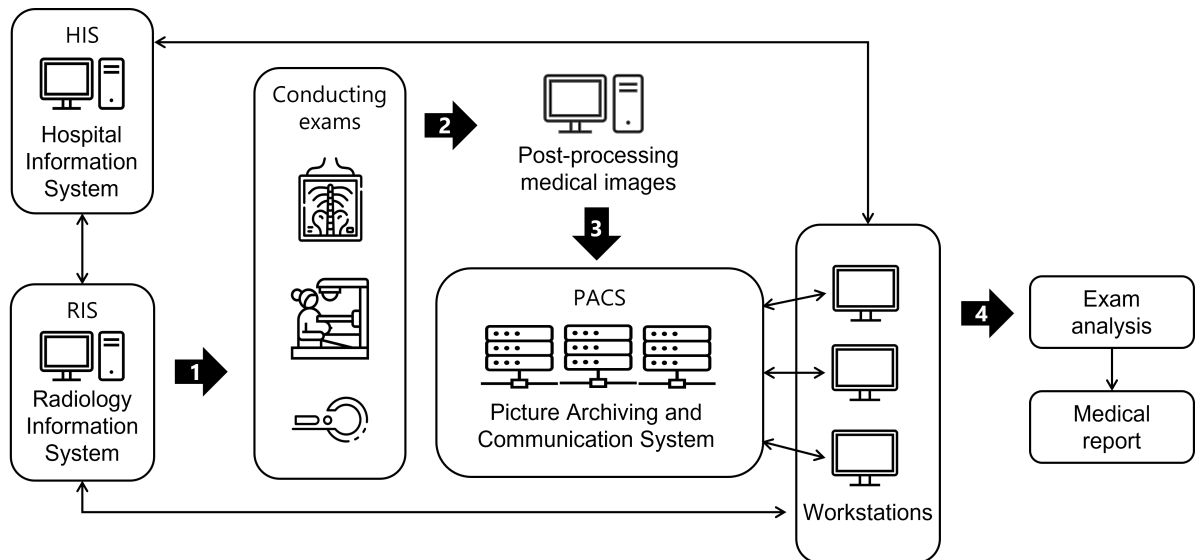 HIS
Hospital
Information
System
RIS
Radiology
Information
System
1
Conducting
exams
2
Post-processing
medical images
3
PACS
Picture Archiving and
Communication System
Workstations
4
Exam
analysis
Medical
report